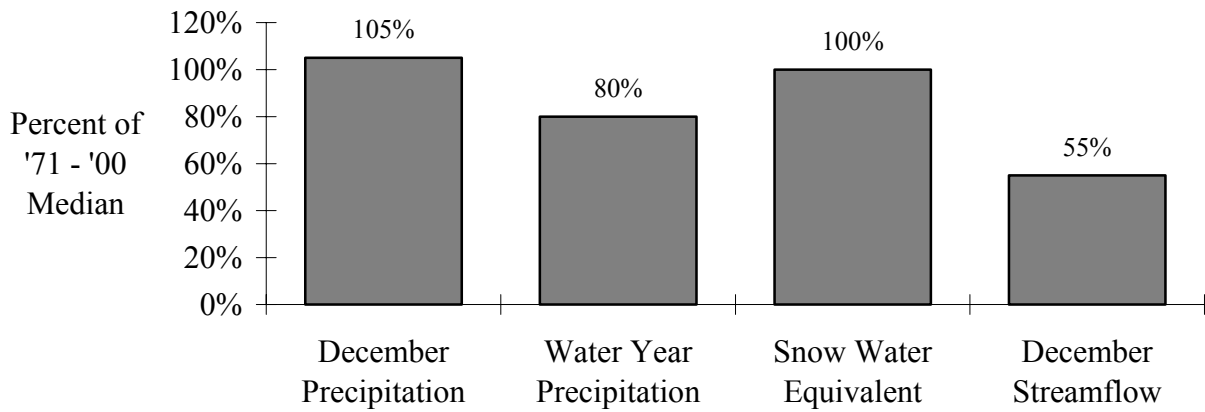 120%
100%
80%
60%
40%
20%
0%
Percent of
'71 - '00
Median
105%
80%
100%
55%
December
Precipitation
Water Year
Precipitation
Snow Water
Equivalent
December
Streamflow